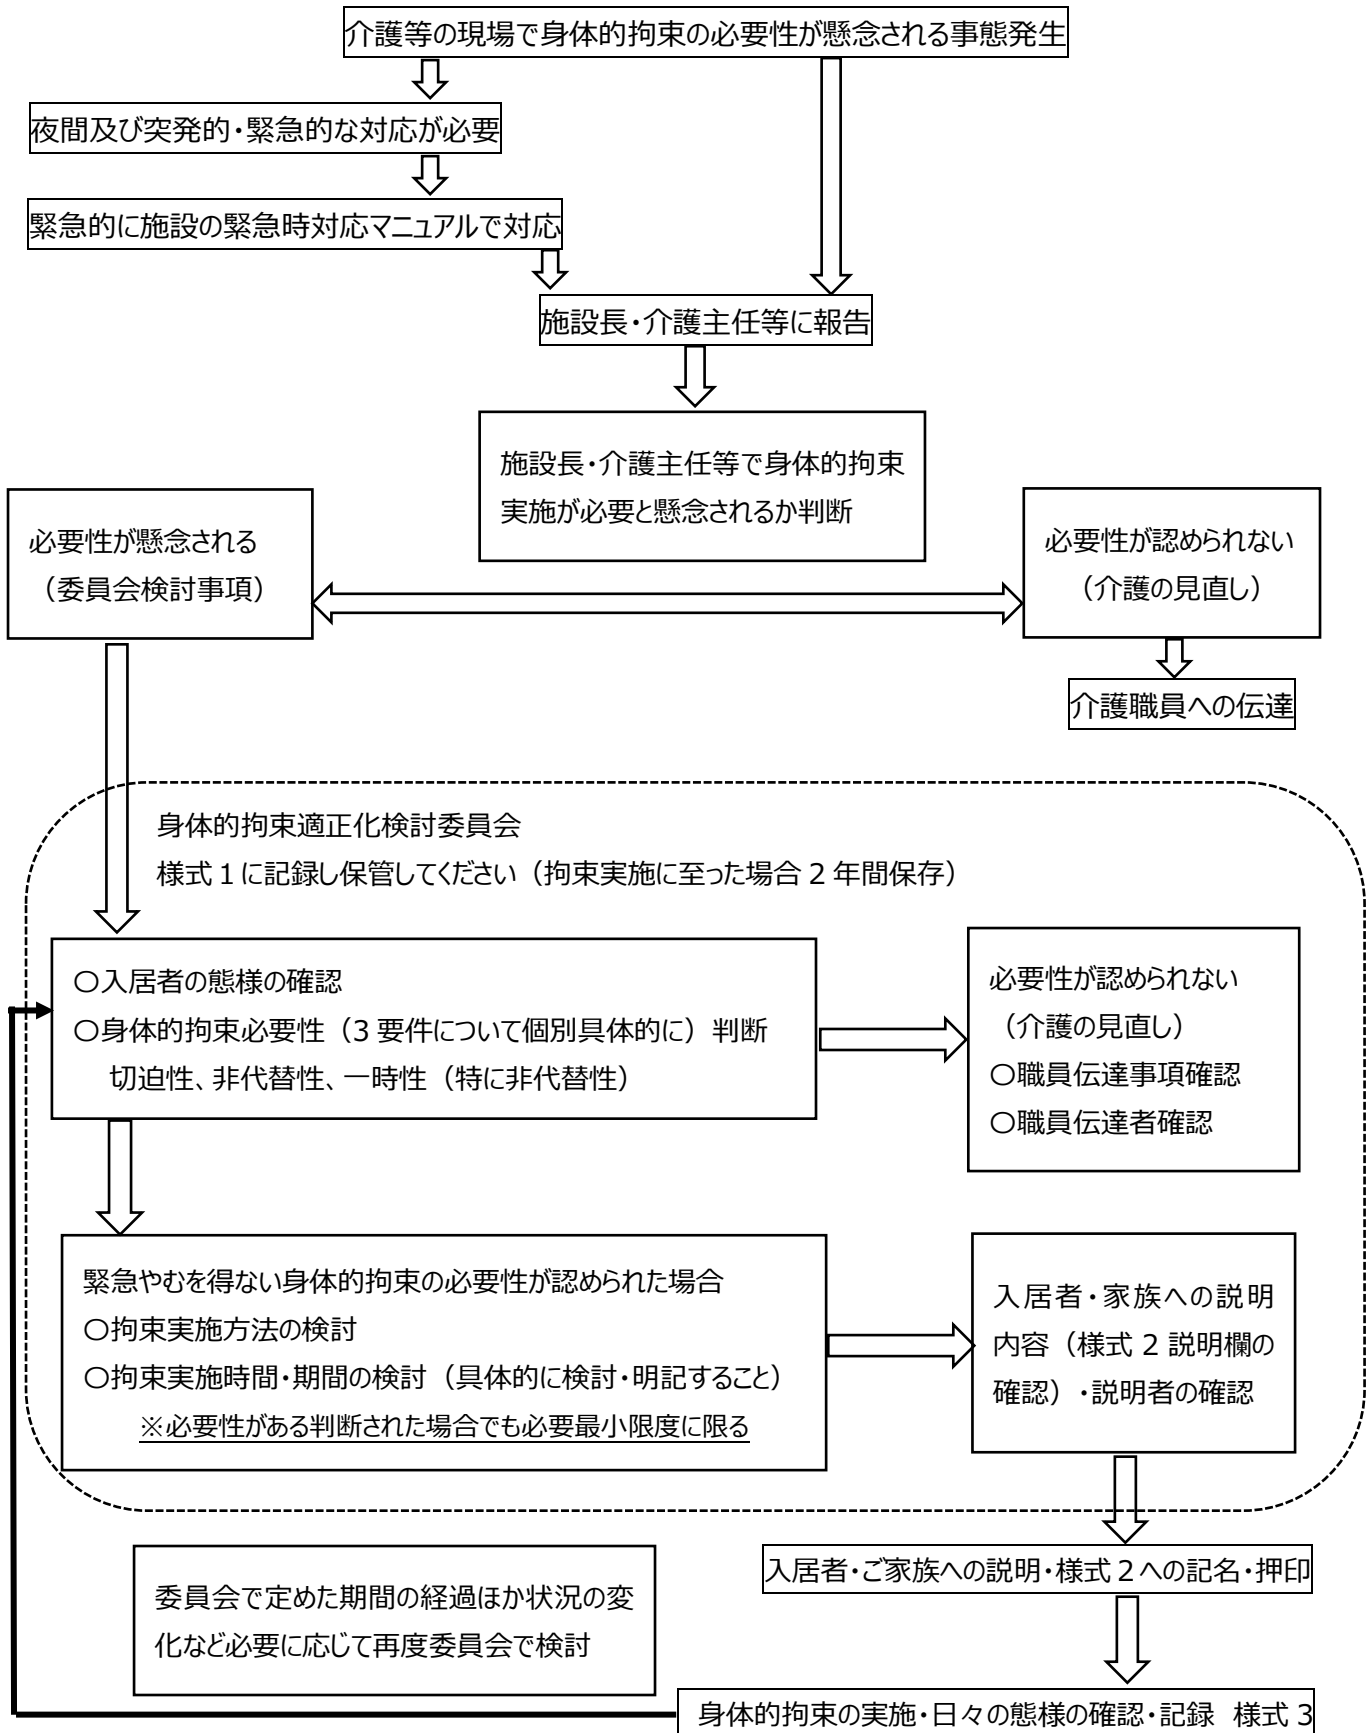 介護等の現場で身体的拘束の必要性が懸念される事態発生
夜間及び突発的・緊急的な対応が必要
緊急的に施設の緊急時対応マニュアルで対応
施設長・介護主任等に報告
施設長・介護主任等で身体的拘束
実施が必要と懸念されるか判断
必要性が懸念される
（委員会検討事項）
必要性が認められない
（介護の見直し）
介護職員への伝達
身体的拘束適正化検討委員会
様式１に記録し保管してください（拘束実施に至った場合２年間保存）
〇入居者の態様の確認
〇身体的拘束必要性（３要件について個別具体的に）判断
切迫性、非代替性、一時性（特に非代替性）
必要性が認められない
（介護の見直し）
〇職員伝達事項確認
〇職員伝達者確認
緊急やむを得ない身体的拘束の必要性が認められた場合
〇拘束実施方法の検討
〇拘束実施時間・期間の検討（具体的に検討・明記すること）
※必要性がある判断された場合でも必要最小限度に限る
入居者・家族への説明
内容（様式２説明欄の
確認）・説明者の確認
入居者・ご家族への説明・様式２への記名・押印
委員会で定めた期間の経過ほか状況の変
化など必要に応じて再度委員会で検討
身体的拘束の実施・日々の態様の確認・記録　様式３